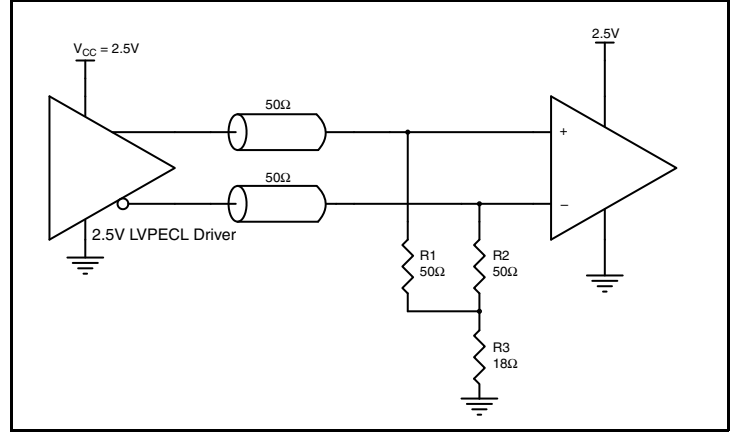 V_CC = 2.5V
2.5V
50Ω
50Ω
+
–
2.5V LVPECL Driver
R1
50Ω
R2
50Ω
R3
18Ω